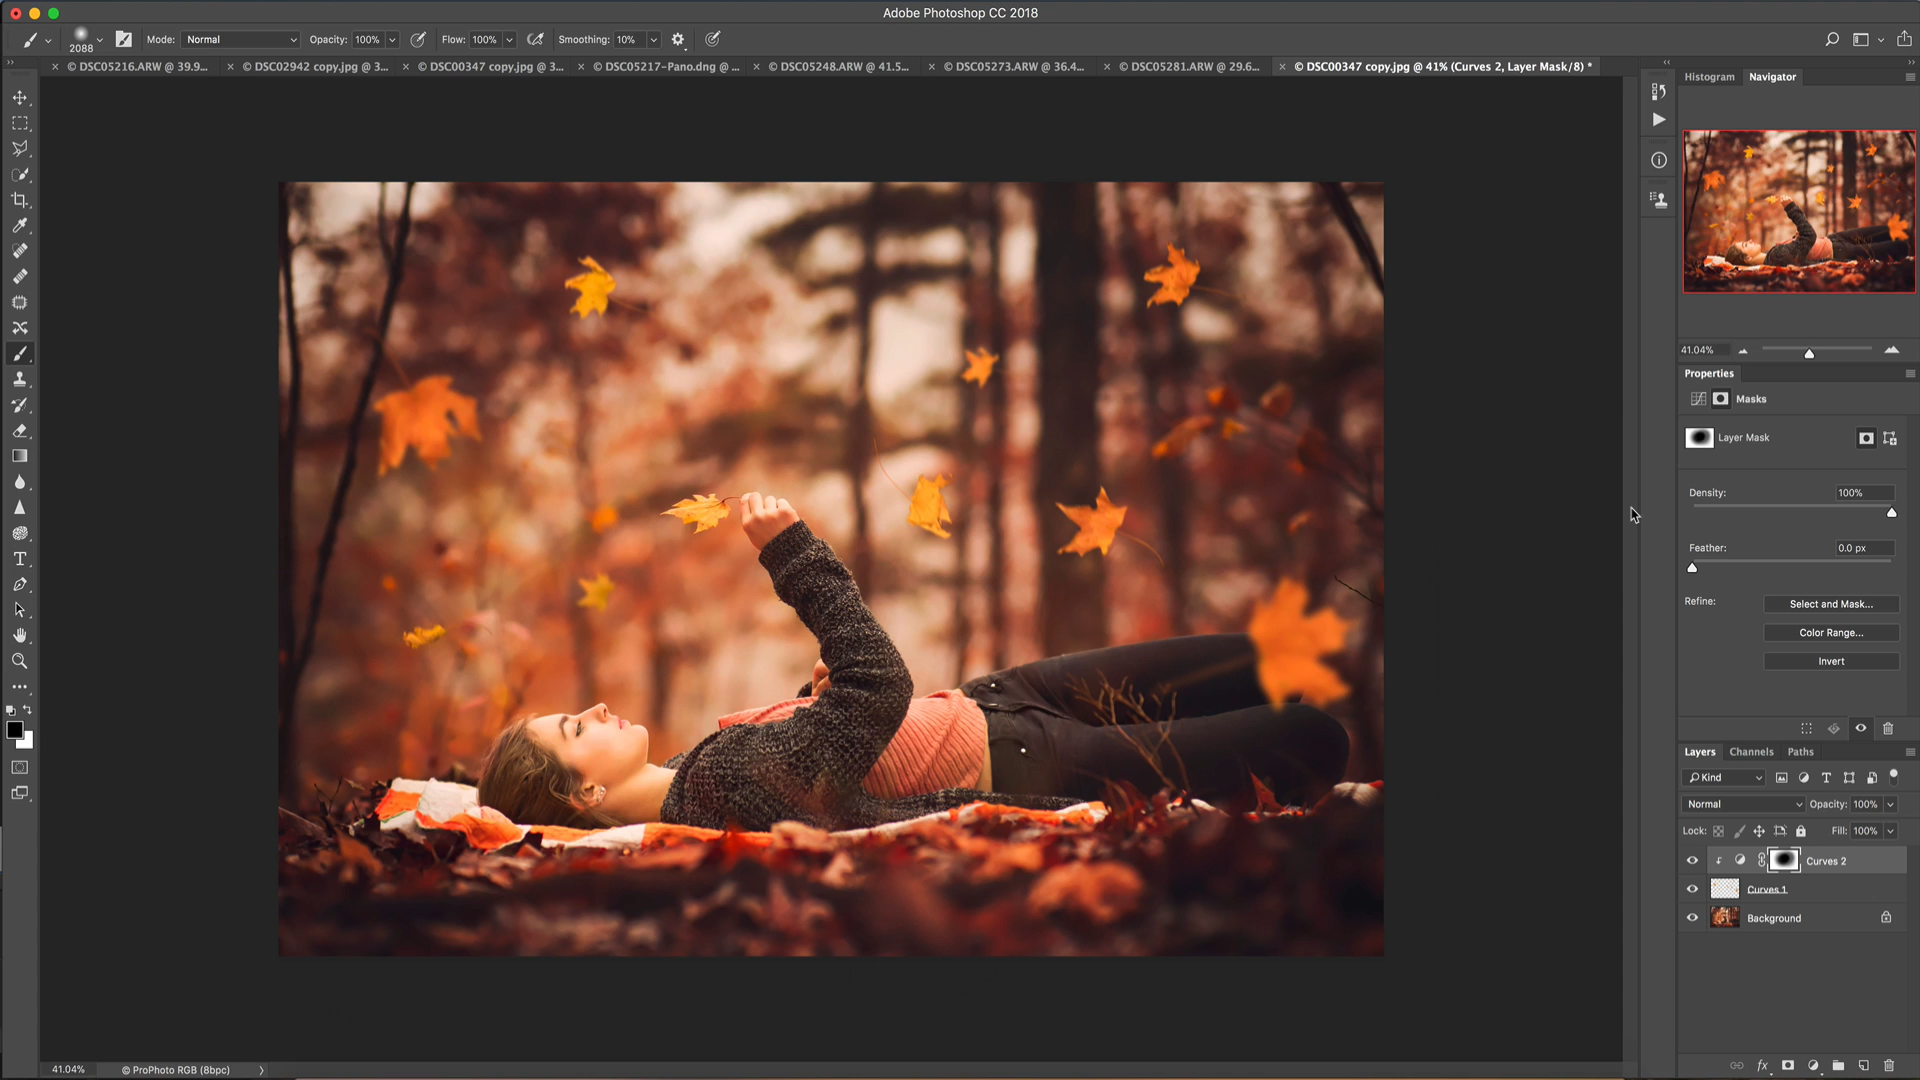 Adobe Photoshop CC 2018
2088 Mode: Normal Opacity: 100% Flow: 100% Smoothing: 10%
× © DSC05216.ARW @ 39.9... × © DSC02942 copy.jpg @ 3... × © DSC00347 copy.jpg @ 3... × © DSC05217-Pano.dng @ ... × © DSC05248.ARW @ 41.5... × © DSC05273.ARW @ 36.4... × © DSC05281.ARW @ 29.6... × © DSC00347 copy.jpg @ 41% (Curves 2, Layer Mask/8) *
Histogram Navigator
41.04%
Properties
Masks
Layer Mask
Density: 100%
Feather: 0.0 px
Refine: Select and Mask...
Color Range...
Invert
Layers Channels Paths
Kind
Normal Opacity: 100%
Lock: Fill: 100%
Curves 2
Curves 1
Background
fx
41.04% © ProPhoto RGB (8bpc)